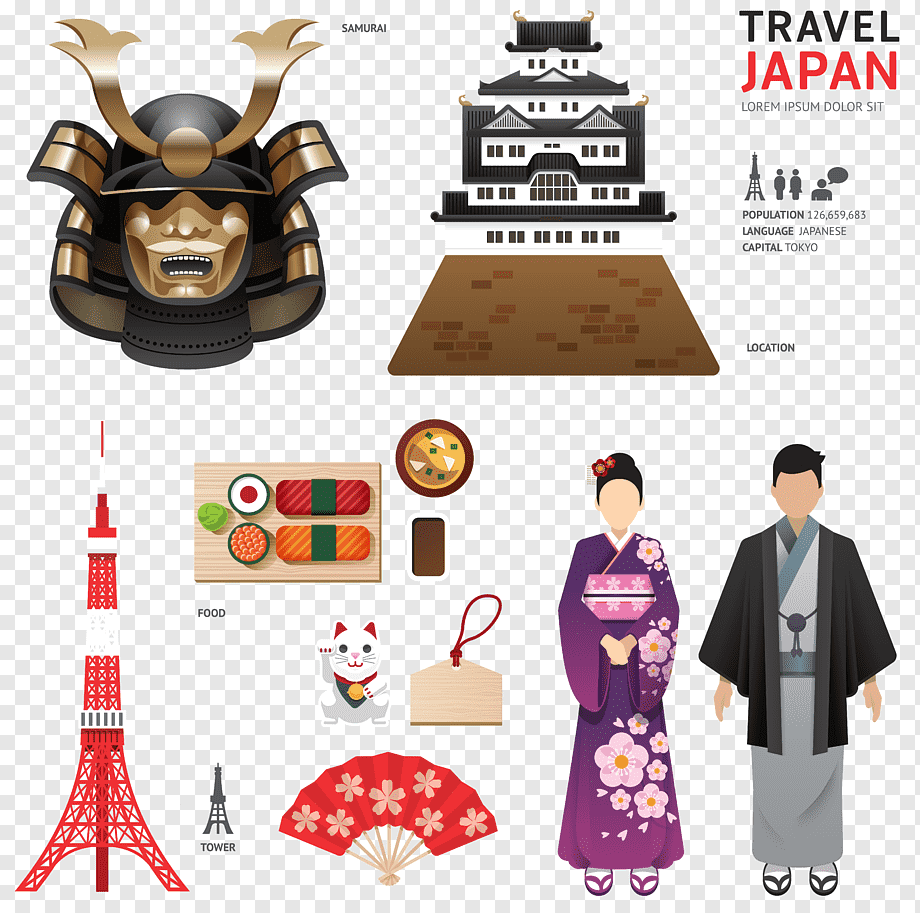 SAMURAI
TRAVEL
JAPAN
LOREM IPSUM DOLOR SIT
POPULATION 126,659,683
LANGUAGE JAPANESE
CAPITAL TOKYO
LOCATION
FOOD
TOWER